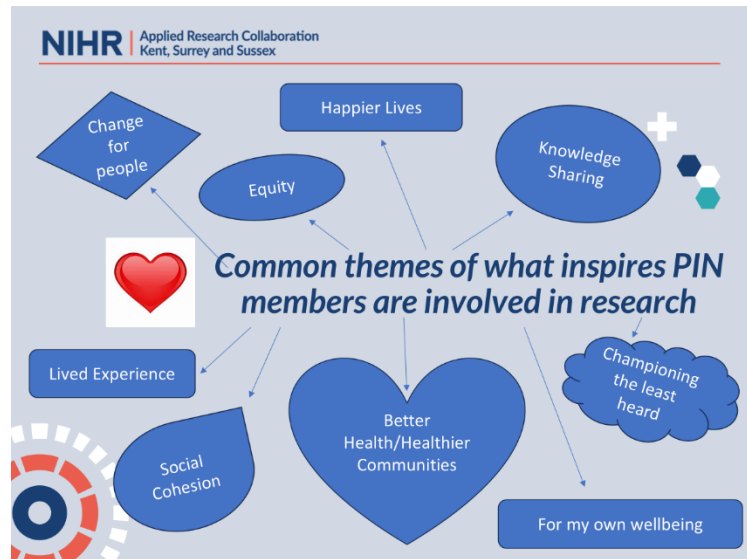 NIHR
Applied Research Collaboration
Kent, Surrey and Sussex
Change
for
people
Happier Lives
Equity
Knowledge
Sharing
Common themes of what inspires PIN
members are involved in research
Lived Experience
Championing
the least
heard
Social
Cohesion
Better
Health/Healthier
Communities
For my own wellbeing